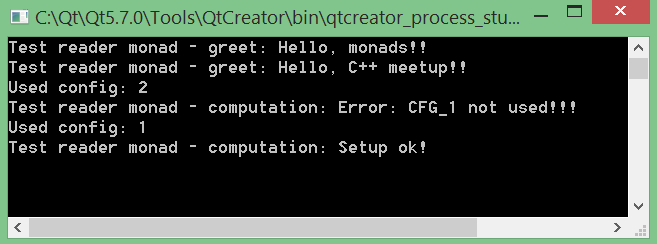 C:\Qt\Qt5.7.0\Tools\QtCreator\bin\qtcreator_process_stu...
Test reader monad - greet: Hello, monads!!
Test reader monad - greet: Hello, C++ meetup!!
Used config: 2
Test reader monad - computation: Error: CFG_1 not used!!!
Used config: 1
Test reader monad - computation: Setup ok!